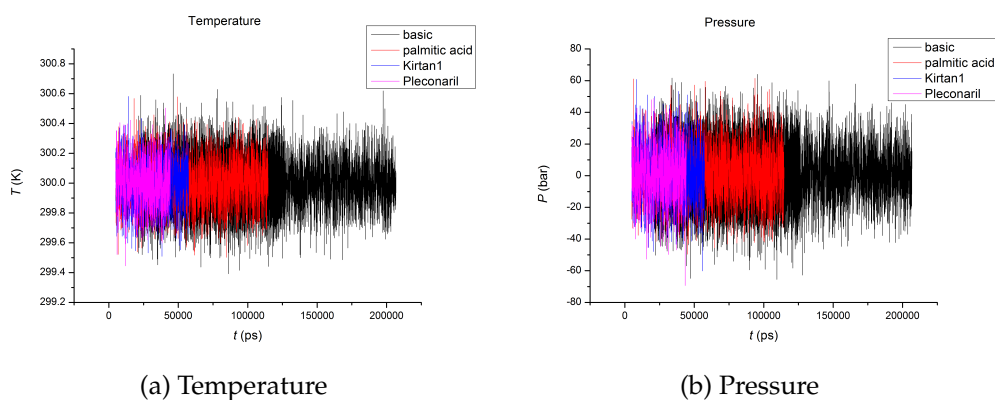 Temperature
basic
palmitic acid
Kirtan1
Pleconaril
300.8
300.6
300.4
300.2
300.0
299.8
299.6
299.4
299.2
T (K)
0
50000
100000
150000
200000
t (ps)
(a) Temperature
Pressure
basic
palmitic acid
Kirtan1
Pleconaril
80
60
40
20
0
-20
-40
-60
-80
P (bar)
0
50000
100000
150000
200000
t (ps)
(b) Pressure